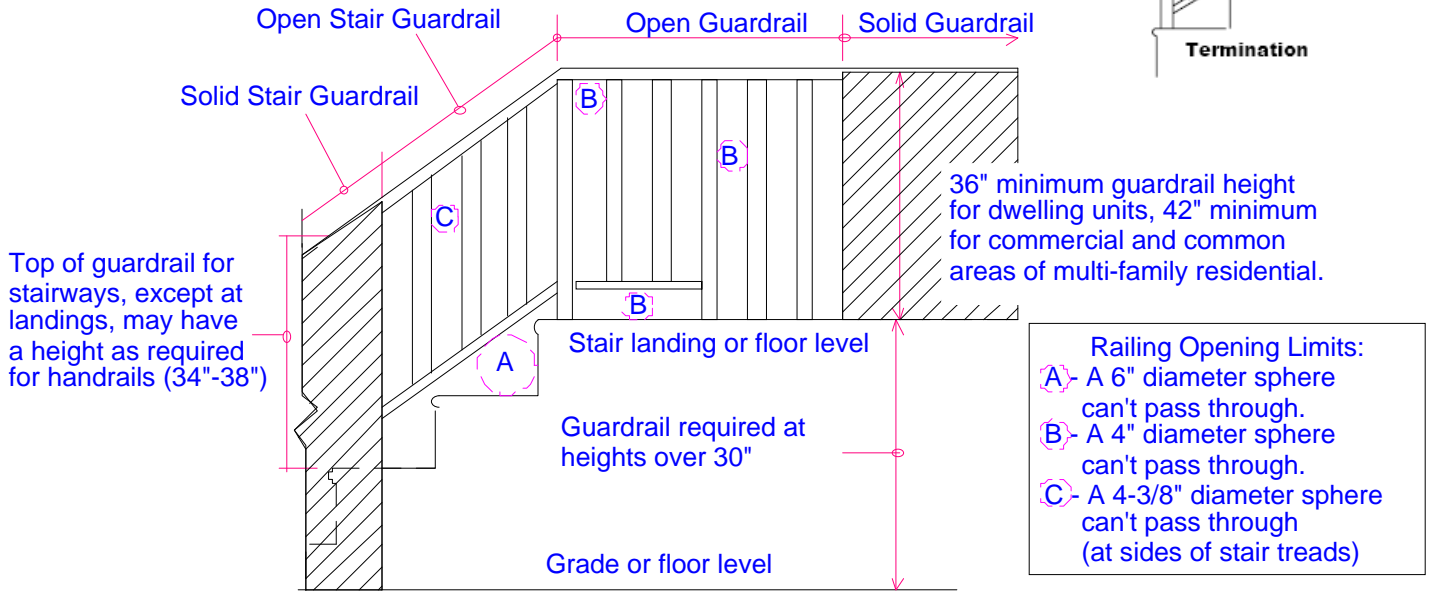 Open Stair Guardrail
Open Guardrail
Solid Guardrail
Termination
Solid Stair Guardrail
B
B
C
36" minimum guardrail height
for dwelling units, 42" minimum
for commercial and common
areas of multi-family residential.
Top of guardrail for
stairways, except at
landings, may have
a height as required
for handrails (34"-38")
B
A
Stair landing or floor level
Guardrail required at
heights over 30"
Grade or floor level
Railing Opening Limits:
A - A 6" diameter sphere
can't pass through.
B - A 4" diameter sphere
can't pass through.
C - A 4-3/8" diameter sphere
can't pass through
(at sides of stair treads)